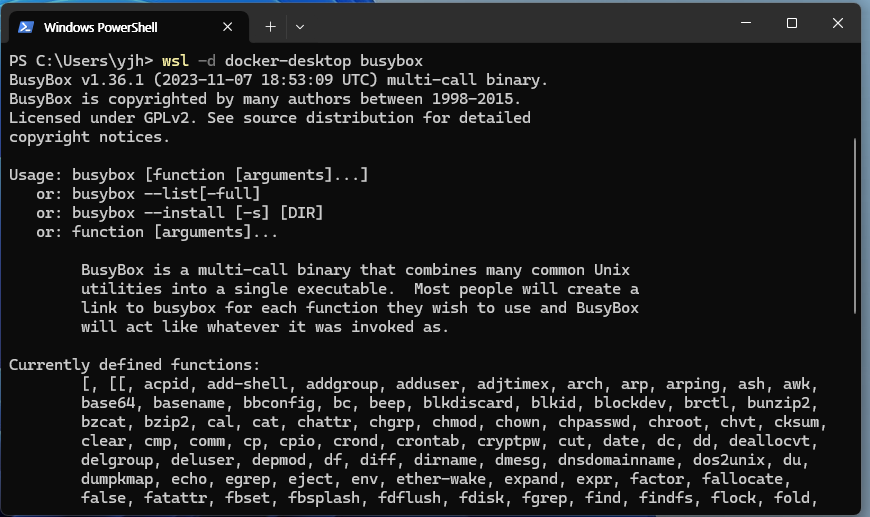 Windows PowerShell
PS C:\Users\yjh> wsl -d docker-desktop busybox
BusyBox v1.36.1 (2023-11-07 18:53:09 UTC) multi-call binary.
BusyBox is copyrighted by many authors between 1998-2015.
Licensed under GPLv2. See source distribution for detailed
copyright notices.
Usage: busybox [function [arguments]...]
or: busybox --list[-full]
or: busybox --install [-s] [DIR]
or: function [arguments]...
BusyBox is a multi-call binary that combines many common Unix
utilities into a single executable.  Most people will create a
link to busybox for each function they wish to use and BusyBox
will act like whatever it was invoked as.
Currently defined functions:
[, [[, acpid, add-shell, addgroup, adduser, adjtimex, arch, arp, arping, ash, awk,
base64, basename, bbconfig, bc, beep, blkdiscard, blkid, blockdev, brctl, bunzip2,
bzcat, bzip2, cal, cat, chattr, chgrp, chmod, chown, chpasswd, chroot, chvt, cksum,
clear, cmp, comm, cp, cpio, crond, crontab, cryptpw, cut, date, dc, dd, deallocvt,
delgroup, deluser, depmod, df, diff, dirname, dmesg, dnsdomainname, dos2unix, du,
dumpkmap, echo, egrep, eject, env, ether-wake, expand, expr, factor, fallocate,
false, fatattr, fbset, fbsplash, fdflush, fdisk, fgrep, find, findfs, flock, fold,